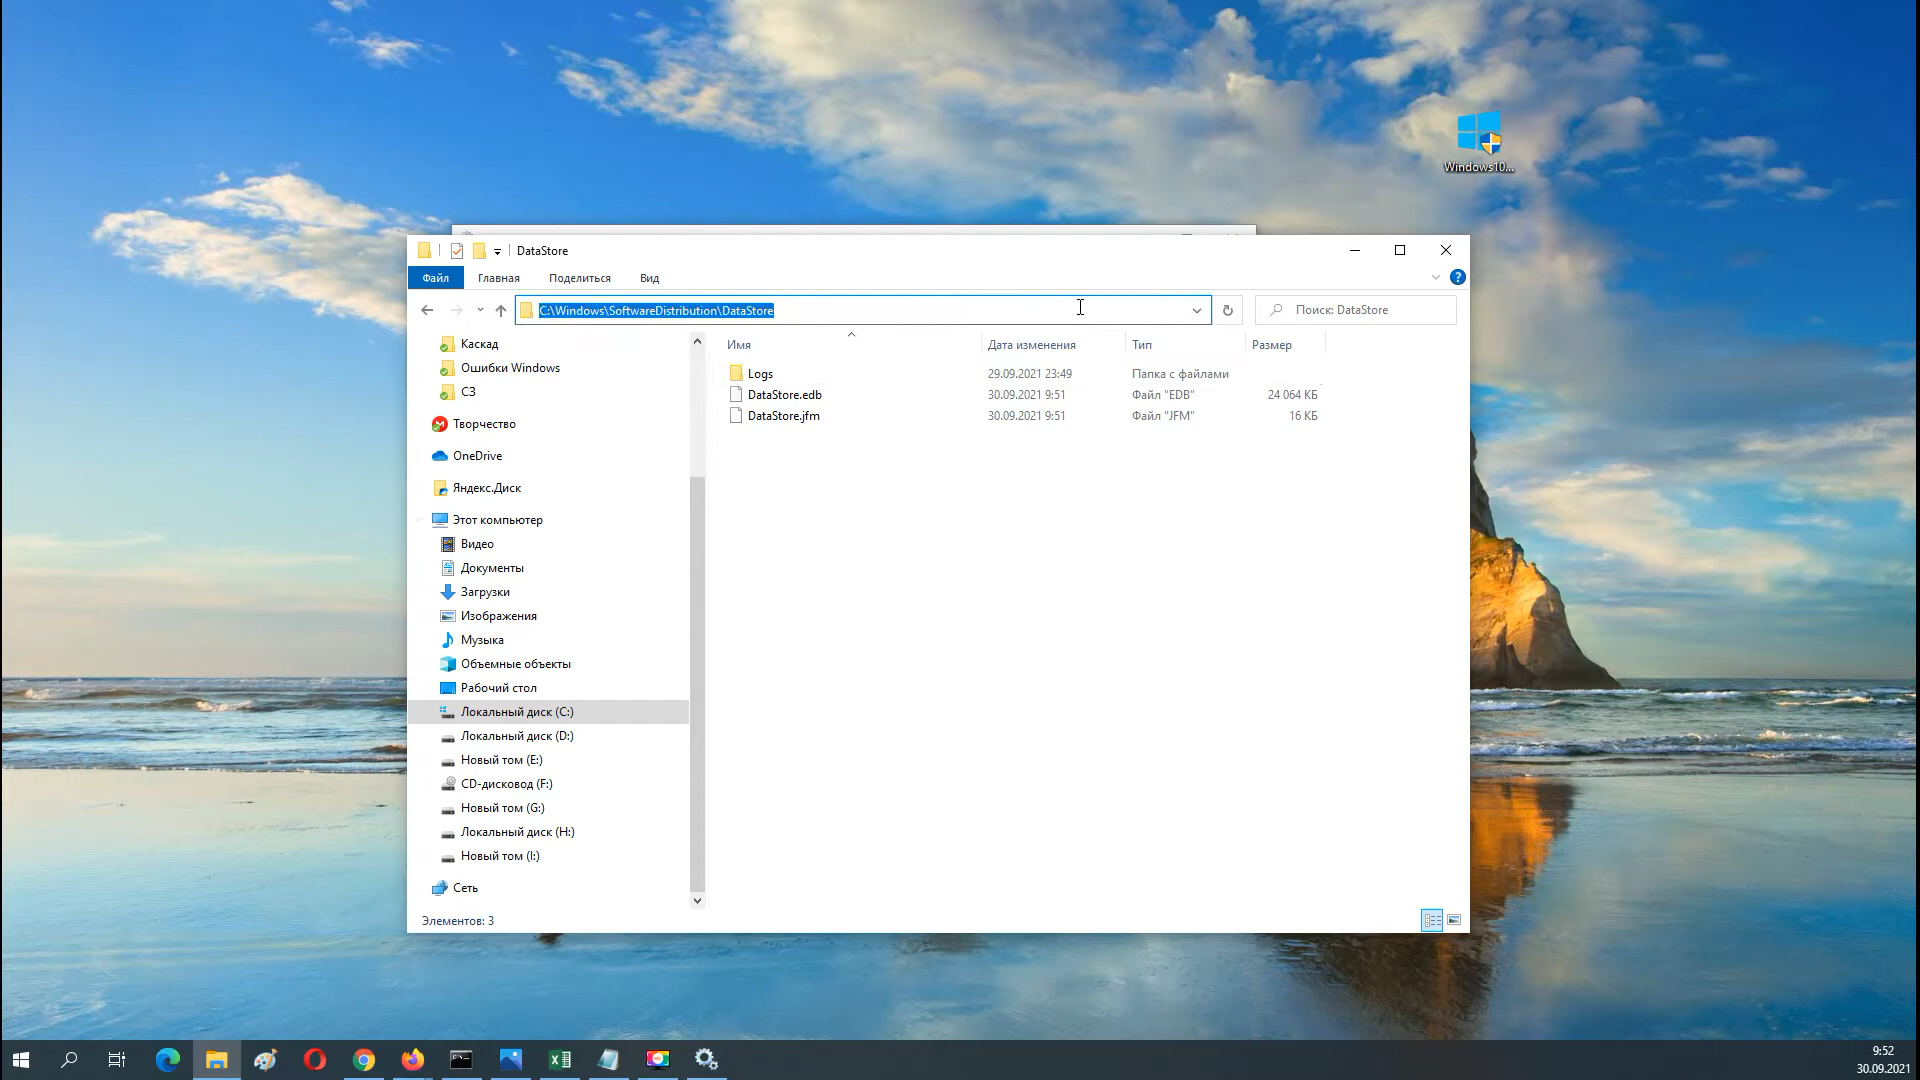 Windows10...
DataStore
Файл Главная Поделиться Вид
C:\Windows\SoftwareDistribution\DataStore
Поиск: DataStore
Имя Дата изменения Тип Размер
Logs 29.09.2021 23:49 Папка с файлами
DataStore.edb 30.09.2021 9:51 Файл "EDB" 24 064 КБ
DataStore.jfm 30.09.2021 9:51 Файл "JFM" 16 КБ
Каскад
Ошибки Windows
СЗ
Творчество
OneDrive
Яндекс.Диск
Этот компьютер
Видео
Документы
Загрузки
Изображения
Музыка
Объемные объекты
Рабочий стол
Локальный диск (C:)
Локальный диск (D:)
Новый том (E:)
CD-дисковод (F:)
Новый том (G:)
Локальный диск (H:)
Новый том (I:)
Сеть
Элементов: 3
9:52
30.09.2021